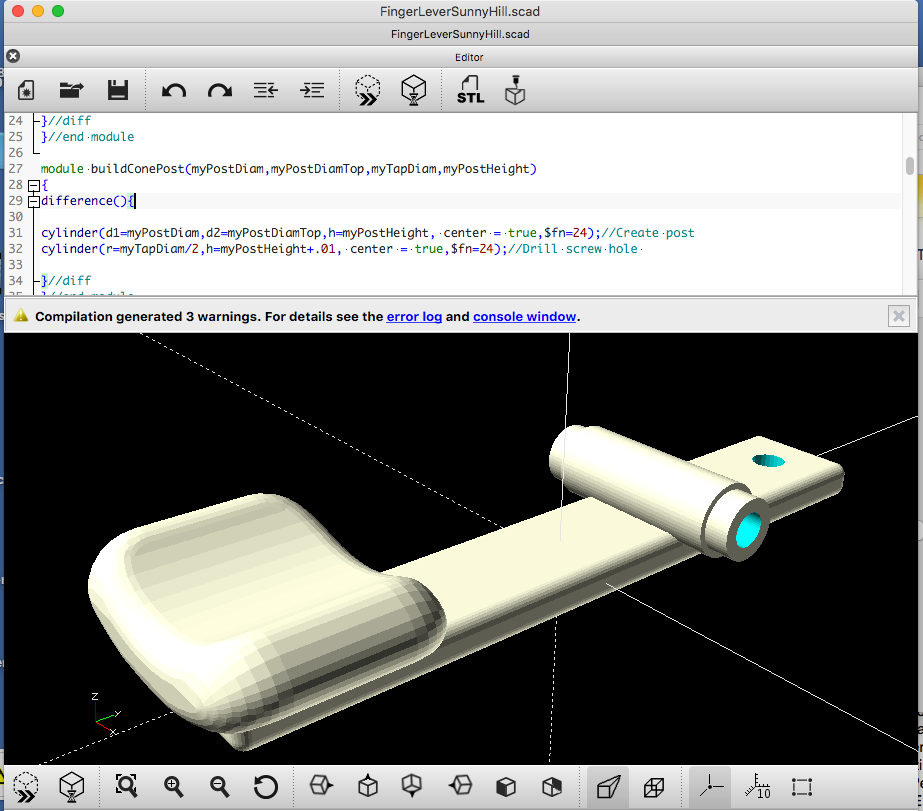 FingerLeverSunnyHill.scad
FingerLeverSunnyHill.scad
Editor
STL
24 }//diff
25 }//end·module
26
27 module·buildConePost(myPostDiam,myPostDiamTop,myTapDiam,myPostHeight)
28 {
29 difference(){
30
31 cylinder(d1=myPostDiam,d2=myPostDiamTop,h=myPostHeight,·center·=·true,$fn=24);//Create·post
32 cylinder(r=myTapDiam/2,h=myPostHeight+.01,·center·=·true,$fn=24);//Drill·screw·hole·
33
34 }//diff
Compilation generated 3 warnings. For details see the error log and console window.
Z
Y
X
10